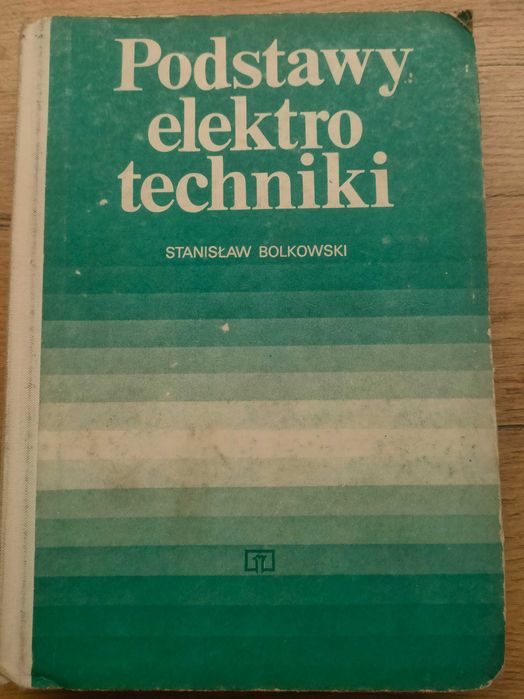 Podstawy
elektro
techniki
STANISŁAW BOLKOWSKI